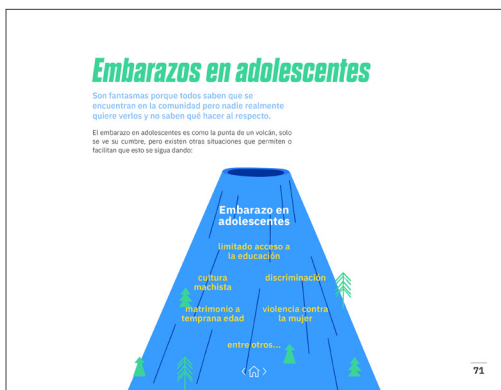 Embarazos en adolescentes
Son fantasmas porque todos saben que se
encuentran en la comunidad pero nadie realmente
quiere verlos y no saben qué hacer al respecto.
El embarazo en adolescentes es como la punta de un volcán, solo
se ve su cumbre, pero existen otras situaciones que permiten o
facilitan que esto se siga dando:
Embarazo en
adolescentes
limitado acceso a
la educación
cultura
machista
discriminación
matrimonio a
temprana edad
violencia contra
la mujer
entre otros...
71